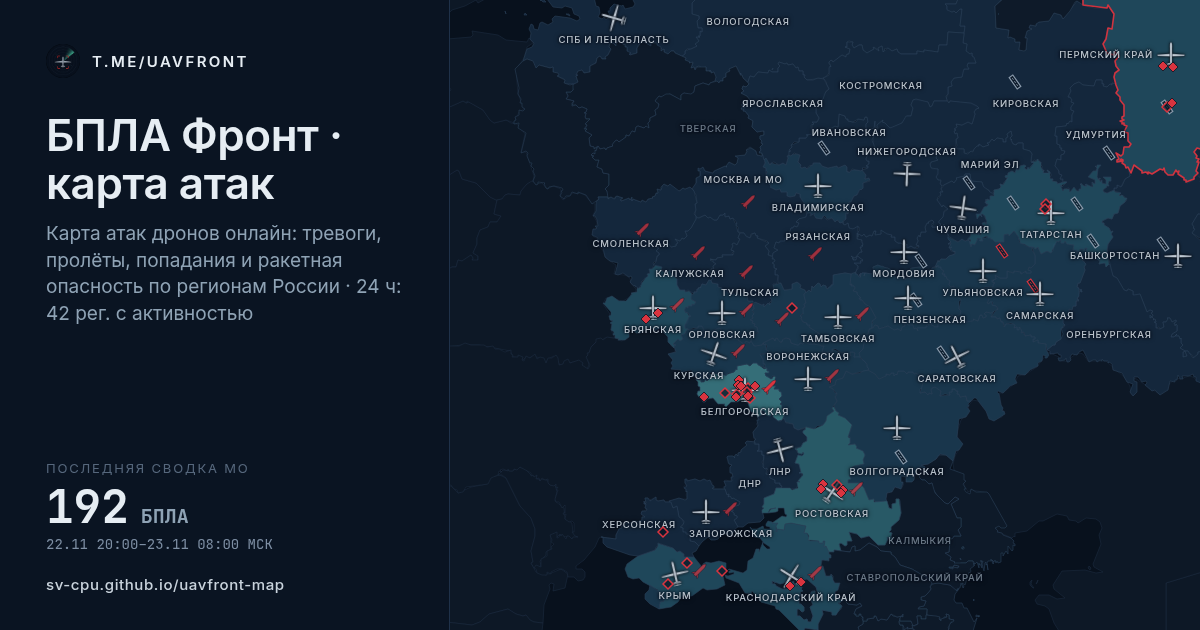 T.ME/UAVFRONT
БПЛА Фронт ·
карта атак
Карта атак дронов онлайн: тревоги,
пролёты, попадания и ракетная
опасность по регионам России · 24 ч:
42 рег. с активностью
ПОСЛЕДНЯЯ СВОДКА МО
192 БПЛА
22.11 20:00–23.11 08:00 МСК
sv-cpu.github.io/uavfront-map
ВОЛОГОДСКАЯ
СПБ И ЛЕНОБЛАСТЬ
ПЕРМСКИЙ КРАЙ
КОСТРОМСКАЯ
ЯРОСЛАВСКАЯ
КИРОВСКАЯ
ТВЕРСКАЯ
ИВАНОВСКАЯ
УДМУРТИЯ
НИЖЕГОРОДСКАЯ
МАРИЙ ЭЛ
МОСКВА И МО
ВЛАДИМИРСКАЯ
ЧУВАШИЯ
ТАТАРСТАН
СМОЛЕНСКАЯ
РЯЗАНСКАЯ
БАШКОРТОСТАН
КАЛУЖСКАЯ
МОРДОВИЯ
ТУЛЬСКАЯ
УЛЬЯНОВСКАЯ
САМАРСКАЯ
ПЕНЗЕНСКАЯ
БРЯНСКАЯ
ОРЛОВСКАЯ
ТАМБОВСКАЯ
ОРЕНБУРГСКАЯ
ВОРОНЕЖСКАЯ
КУРСКАЯ
САРАТОВСКАЯ
БЕЛГОРОДСКАЯ
ЛНР
ВОЛГОГРАДСКАЯ
ДНР
РОСТОВСКАЯ
ХЕРСОНСКАЯ
ЗАПОРОЖСКАЯ
КАЛМЫКИЯ
СТАВРОПОЛЬСКИЙ КРАЙ
КРЫМ
КРАСНОДАРСКИЙ КРАЙ